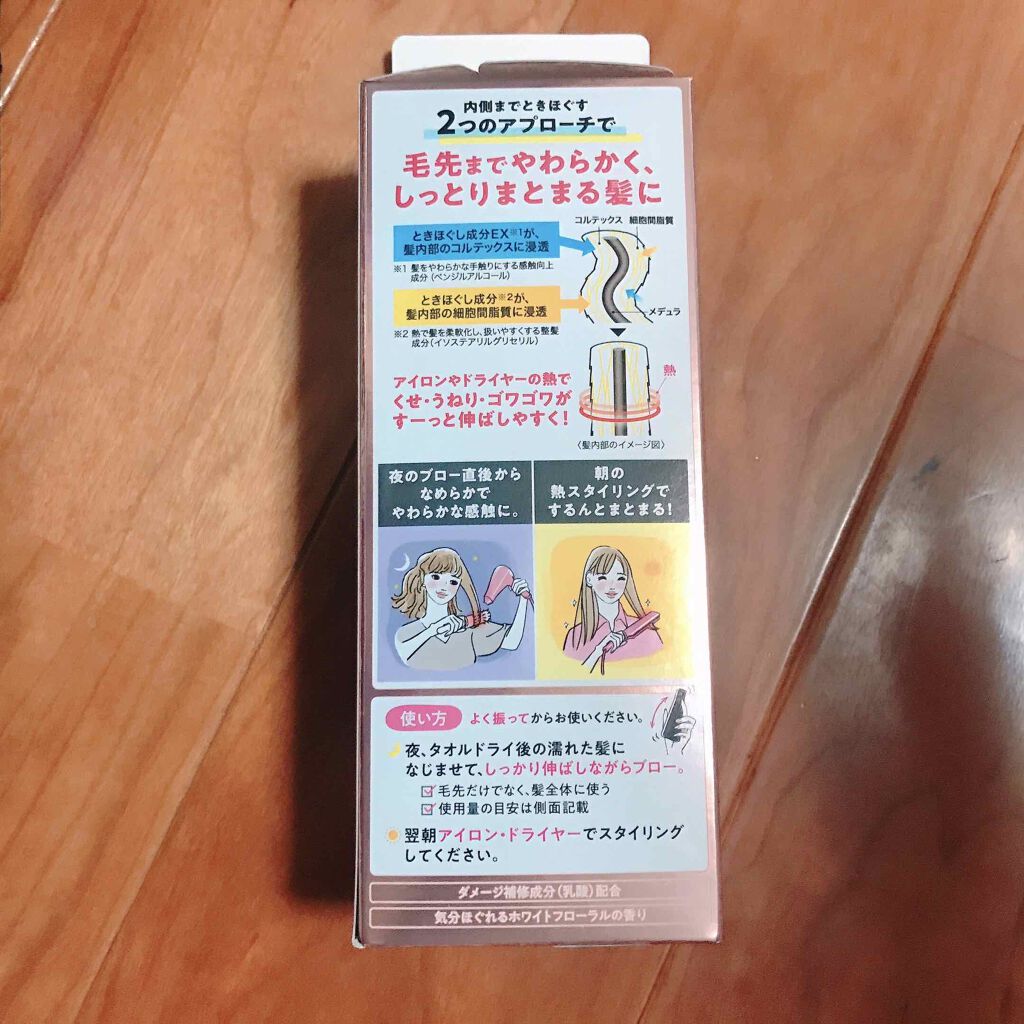 内側までときほぐす
2つのアプローチで
毛先までやわらかく、
しっとりまとまる髪に
コルテックス 細胞間脂質
ときほぐし成分EX※1が、
髪内部のコルテックスに浸透
※1 髪をやわらかな手触りにする感触向上
成分（ベンジルアルコール）
ときほぐし成分※2が、
髪内部の細胞間脂質に浸透
メデュラ
※2 熱で髪を柔軟化し、扱いやすくする整髪
成分（イソステアリルグリセリル）
熱
アイロンやドライヤーの熱で
くせ・うねり・ゴワゴワが
すーっと伸ばしやすく!
〈髪内部のイメージ図〉
夜のブロー直後から
なめらかで
やわらかな感触に。
朝の
熱スタイリングで
するんとまとまる!
使い方 よく振ってからお使いください。
夜、タオルドライ後の濡れた髪に
なじませて、しっかり伸ばしながらブロー。
毛先だけでなく、髪全体に使う
使用量の目安は側面記載
翌朝アイロン・ドライヤーでスタイリング
してください。
ダメージ補修成分（乳酸）配合
気分ほぐれるホワイトフローラルの香り